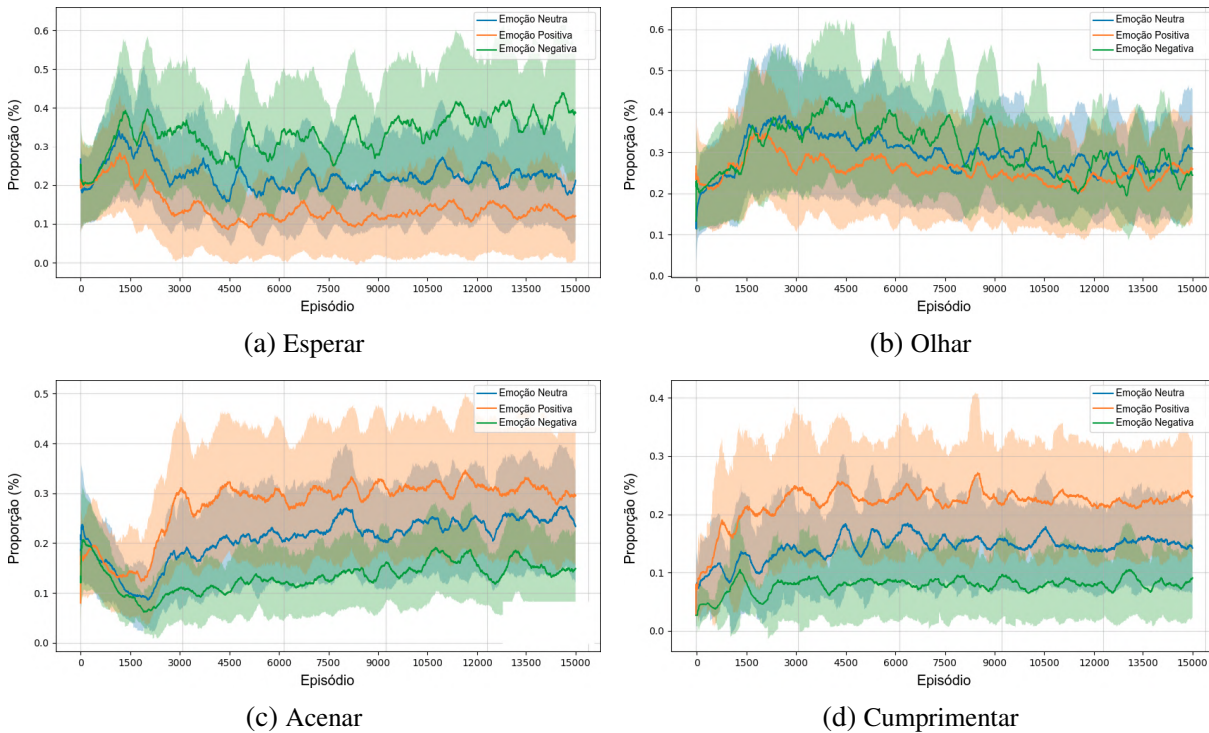 0.6
0.5
0.4
0.3
0.2
0.1
0.0
Proporção (%)
Emoção Neutra
Emoção Positiva
Emoção Negativa
0 1500 3000 4500 6000 7500 9000 10500 12000 13500 15000
Episódio
(a) Esperar
0.6
0.5
0.4
0.3
0.2
0.1
0.0
Proporção (%)
Emoção Neutra
Emoção Positiva
Emoção Negativa
0 1500 3000 4500 6000 7500 9000 10500 12000 13500 15000
Episódio
(b) Olhar
0.5
0.4
0.3
0.2
0.1
0.0
Proporção (%)
Emoção Neutra
Emoção Positiva
Emoção Negativa
0 1500 3000 4500 6000 7500 9000 10500 12000 13500 15000
Episódio
(c) Acenar
0.4
0.3
0.2
0.1
0.0
Proporção (%)
Emoção Neutra
Emoção Positiva
Emoção Negativa
0 1500 3000 4500 6000 7500 9000 10500 12000 13500 15000
Episódio
(d) Cumprimentar